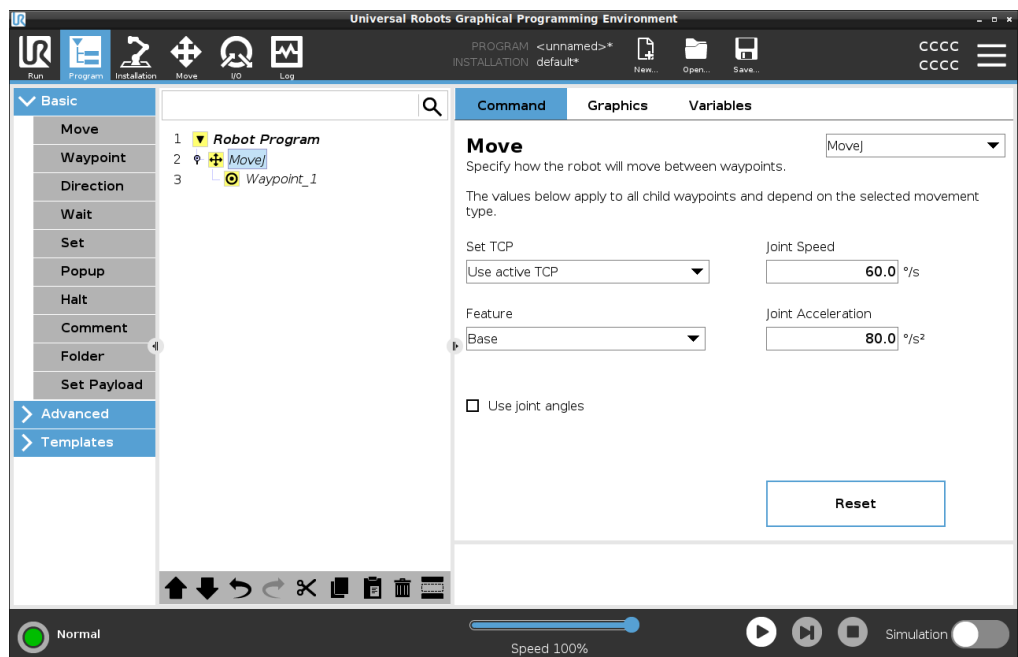 Universal Robots Graphical Programming Environment
UR
Run
Program
Installation
Move
I/O
Log
PROGRAM <unnamed>*
INSTALLATION default*
New...
Open...
Save...
CCCC
CCCC
Basic
Move
Waypoint
Direction
Wait
Set
Popup
Halt
Comment
Folder
Set Payload
Advanced
Templates
1 Robot Program
2 MoveJ
3 Waypoint_1
Command Graphics Variables
Move
MoveJ
Specify how the robot will move between waypoints.
The values below apply to all child waypoints and depend on the selected movement
type.
Set TCP
Joint Speed
Use active TCP
60.0 °/s
Feature
Joint Acceleration
Base
80.0 °/s²
Use joint angles
Reset
Normal
Speed 100%
Simulation